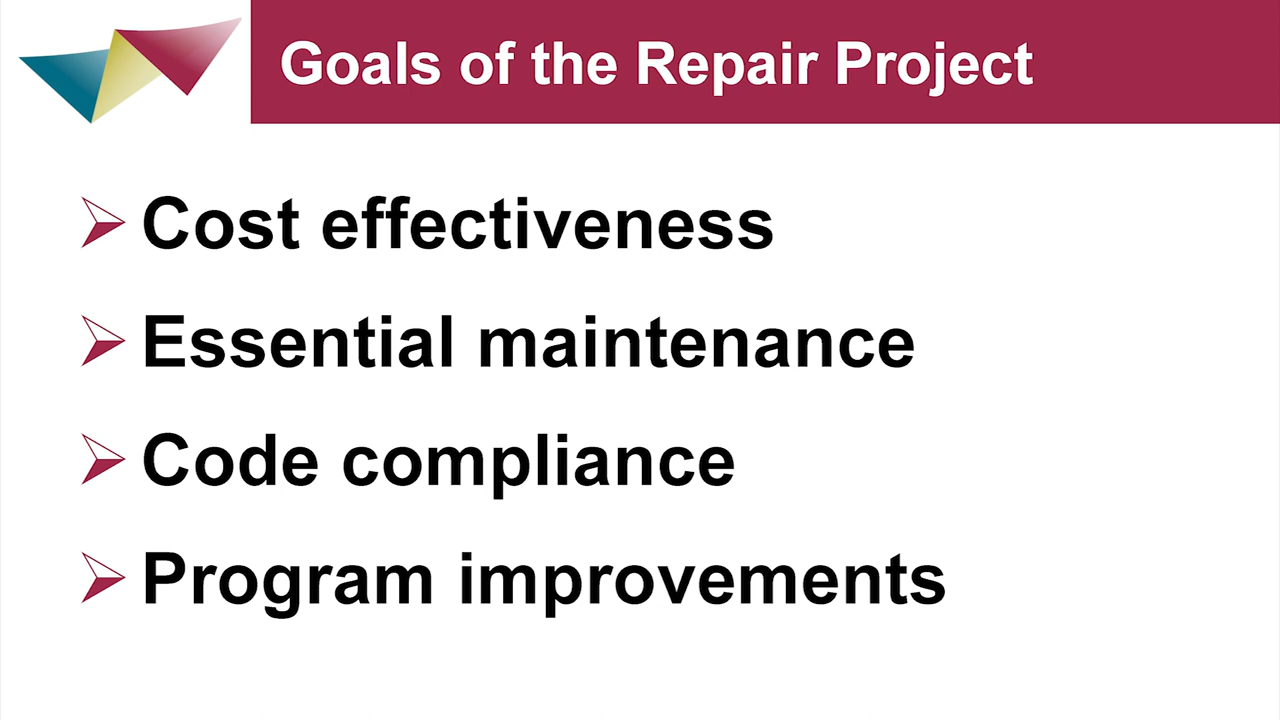 Goals of the Repair Project
Cost effectiveness
Essential maintenance
Code compliance
Program improvements